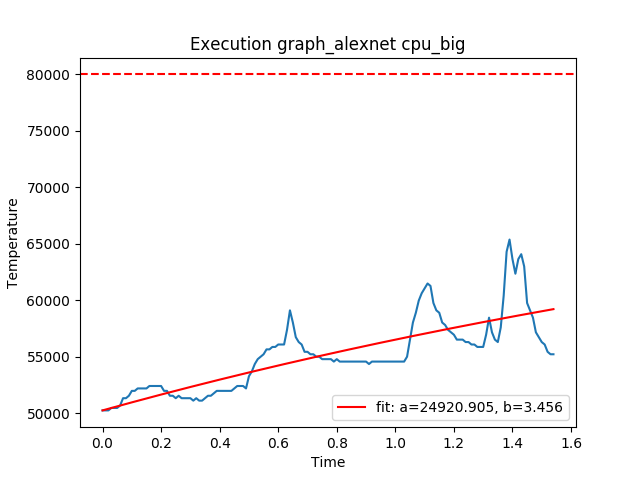 Execution graph_alexnet cpu_big
Temperature
80000
75000
70000
65000
60000
55000
50000
fit: a=24920.905, b=3.456
0.0 0.2 0.4 0.6 0.8 1.0 1.2 1.4 1.6
Time